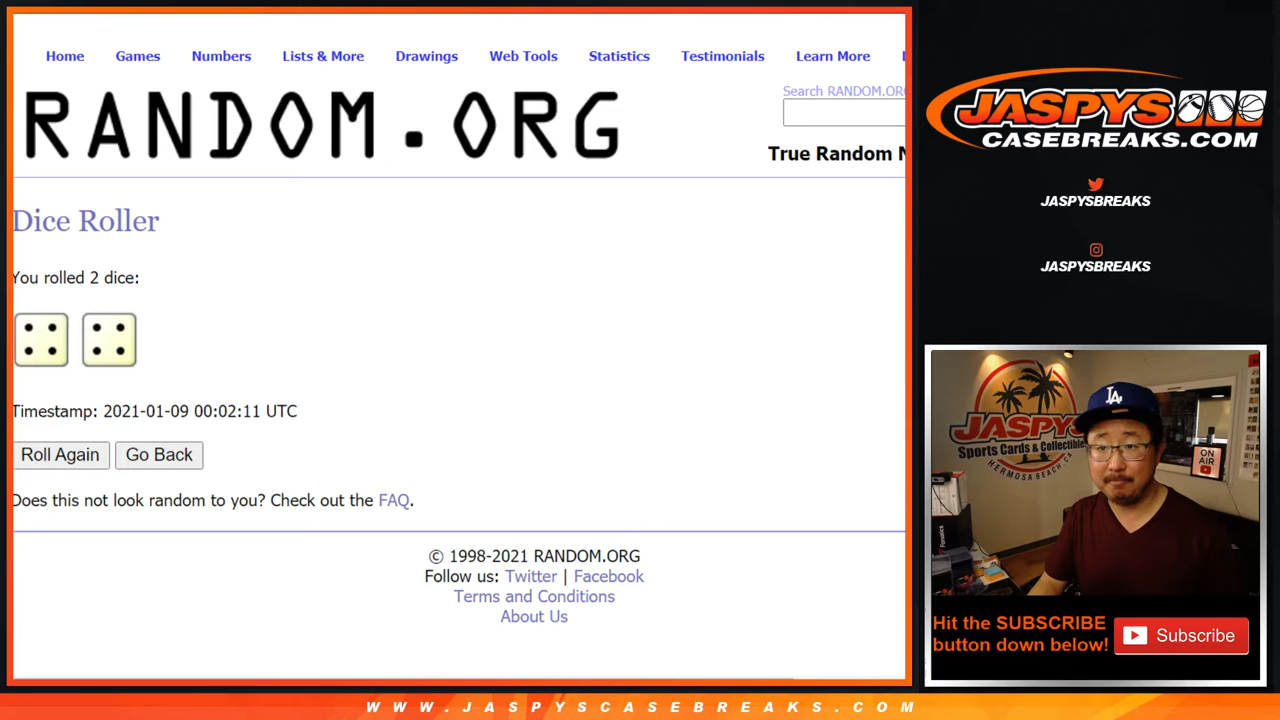 Home Games Numbers Lists & More Drawings Web Tools Statistics Testimonials Learn More
Search RANDOM.ORG
RANDOM.ORG
True Random N
Dice Roller
You rolled 2 dice:
Timestamp: 2021-01-09 00:02:11 UTC
Roll Again Go Back
Does this not look random to you? Check out the FAQ.
© 1998-2021 RANDOM.ORG
Follow us: Twitter | Facebook
Terms and Conditions
About Us
JASPYS
CASEBREAKS.COM
JASPYSBREAKS
JASPYSBREAKS
JASPYS
Sports Cards & Collectibles
HERMOSA BEACH CA
LA
ON
AIR
Fanatics
Hit the SUBSCRIBE
button down below!
Subscribe
WWW.JASPYSCASEBREAKS.COM